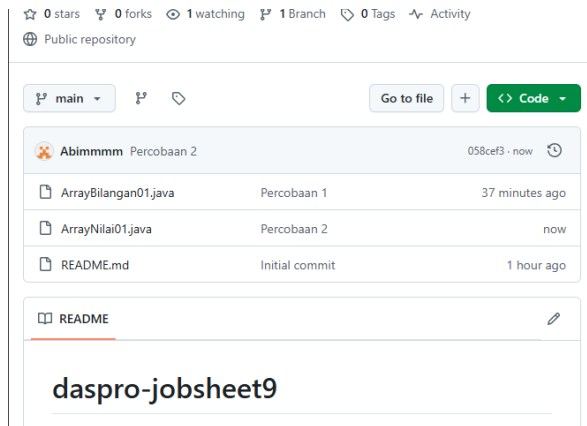 0 stars 0 forks 1 watching 1 Branch 0 Tags Activity
Public repository
main Go to file Code
Abimmmm Percobaan 2 058cef3 · now
ArrayBilangan01.java Percobaan 1 37 minutes ago
ArrayNilai01.java Percobaan 2 now
README.md Initial commit 1 hour ago
README
daspro-jobsheet9